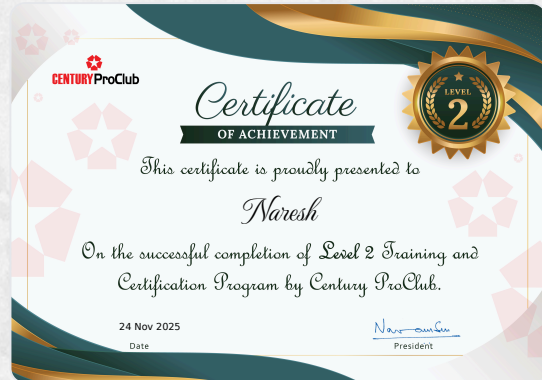 CENTURY ProClub
LEVEL
2
Certificate
OF ACHIEVEMENT
This certificate is proudly presented to
Naresh
On the successful completion of Level 2 Training and
Certification Program by Century ProClub.
24 Nov 2025
Date
President